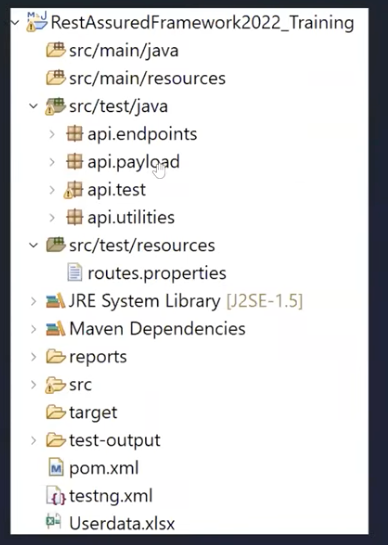 RestAssuredFramework2022_Training
src/main/java
src/main/resources
src/test/java
api.endpoints
api.payload
api.test
api.utilities
src/test/resources
routes.properties
JRE System Library [J2SE-1.5]
Maven Dependencies
reports
src
target
test-output
pom.xml
testng.xml
Userdata.xlsx